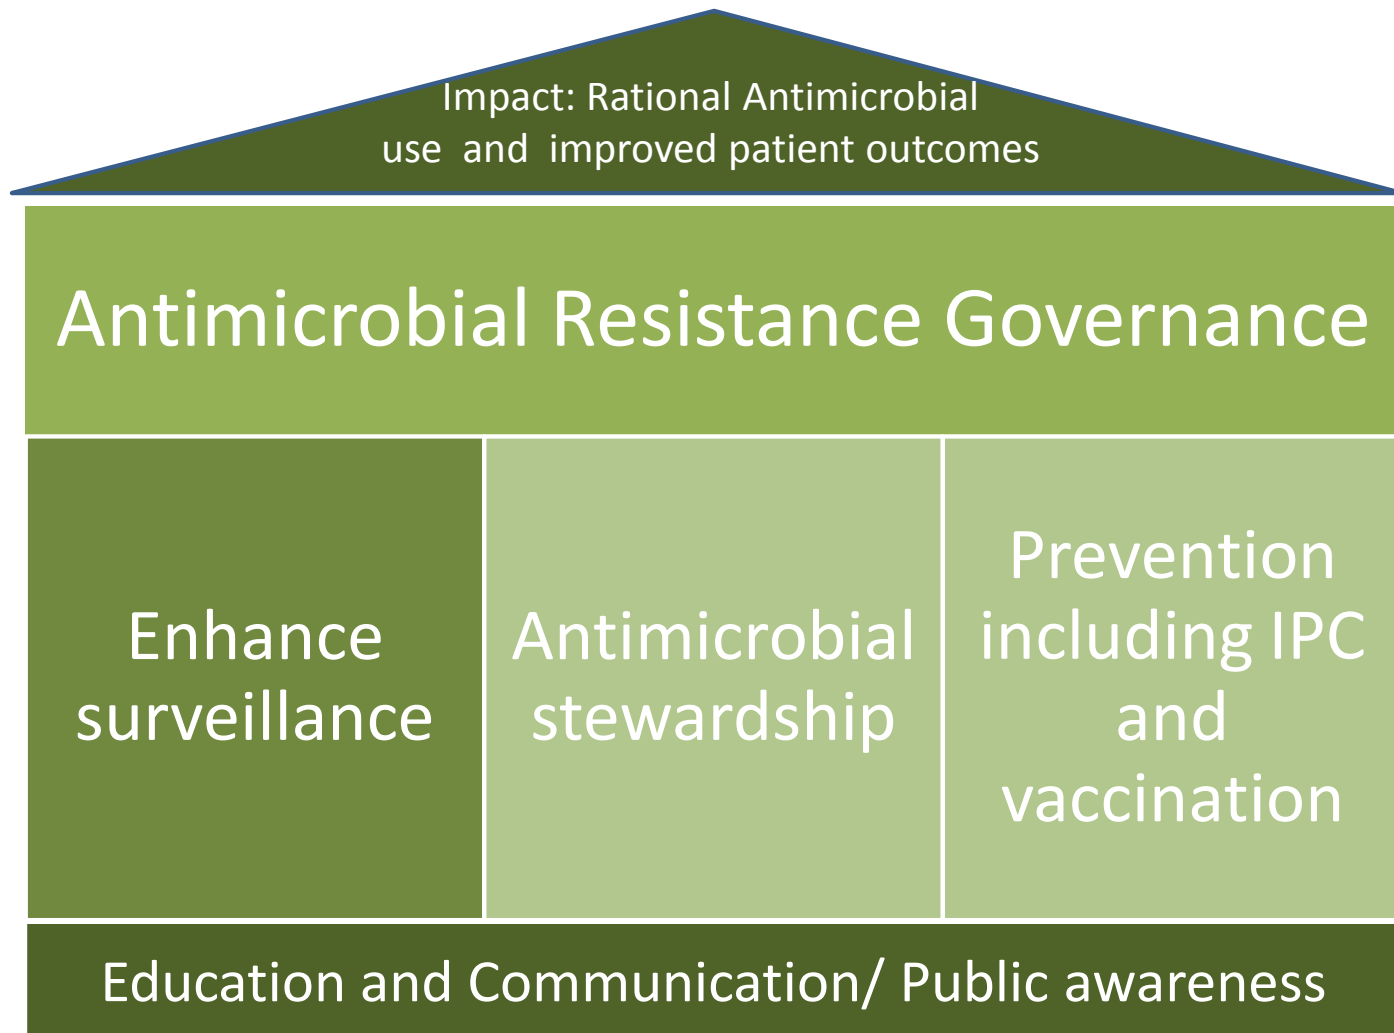 Impact: Rational Antimicrobial
use and improved patient outcomes
Antimicrobial Resistance Governance
Enhance
surveillance
Antimicrobial
stewardship
Prevention
including IPC
and
vaccination
Education and Communication/ Public awareness